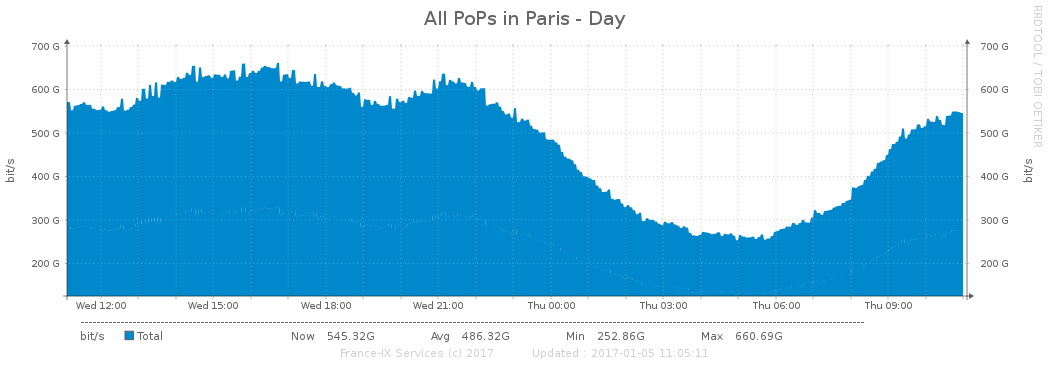 All PoPs in Paris - Day
RRDTOOL / TOBI OETIKER
700 G 700 G
600 G 600 G
500 G 500 G
400 G 400 G
300 G 300 G
200 G 200 G
bit/s bit/s
Wed 12:00 Wed 15:00 Wed 18:00 Wed 21:00 Thu 00:00 Thu 03:00 Thu 06:00 Thu 09:00
bit/s Total Now 545.32G Avg 486.32G Min 252.86G Max 660.69G
France-IX Services (c) 2017 Updated : 2017-01-05 11:05:11